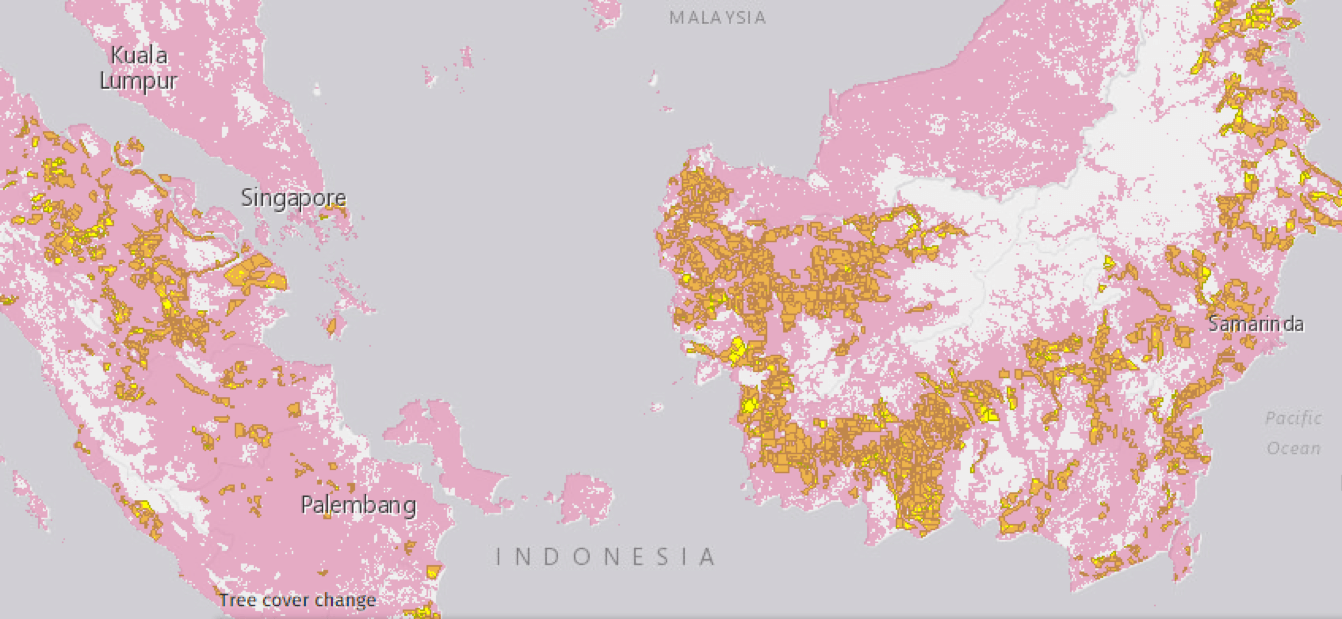 MALAYSIA
Kuala
Lumpur
Singapore
Samarinda
Pacific
Ocean
Palembang
INDONESIA
Tree cover change